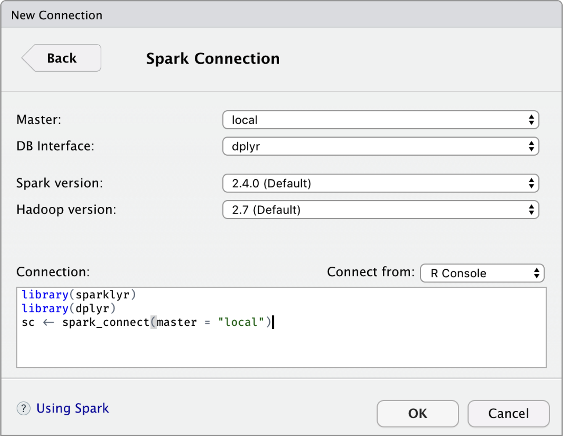 New Connection
Back
Spark Connection
Master: local
DB Interface: dplyr
Spark version: 2.4.0 (Default)
Hadoop version: 2.7 (Default)
Connection: Connect from: R Console
library(sparklyr)
library(dplyr)
sc ← spark_connect(master = "local")
? Using Spark
OK Cancel